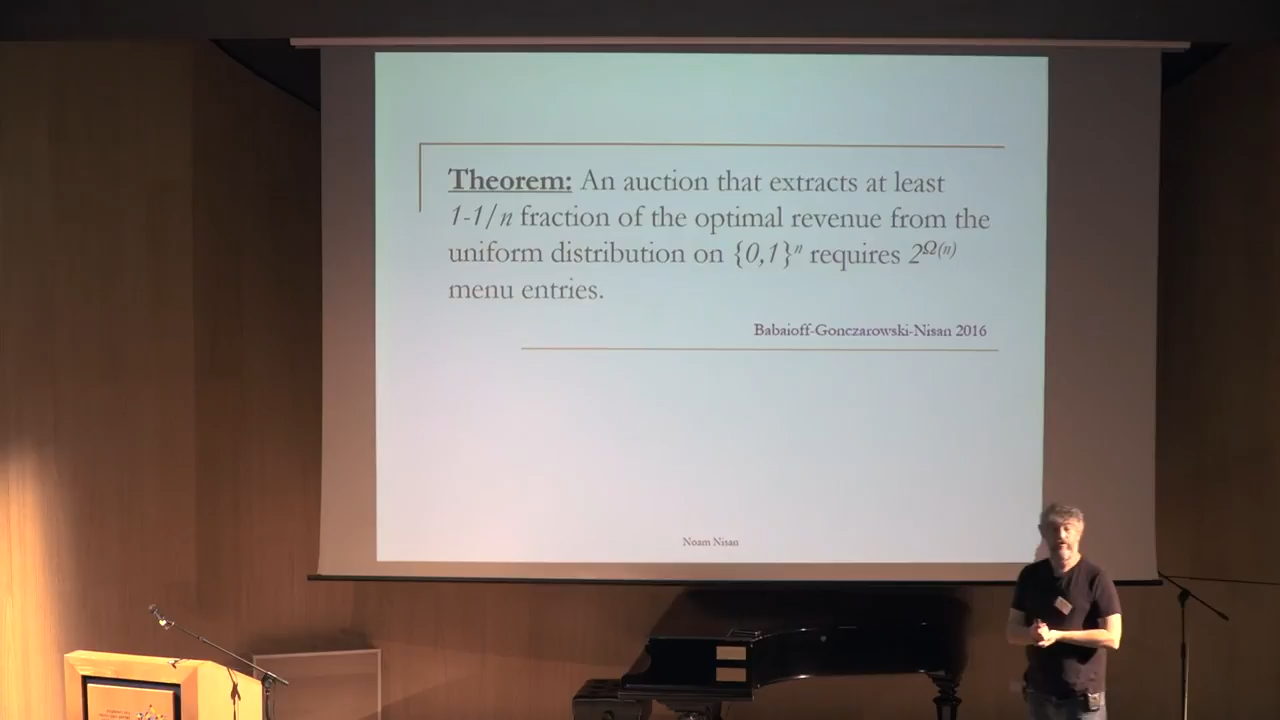 Theorem: An auction that extracts at least
1-1/n fraction of the optimal revenue from the
uniform distribution on {0,1}ⁿ requires 2^Ω(n)
menu entries.
Babaioff-Gonczarowski-Nisan 2016
Noam Nisan